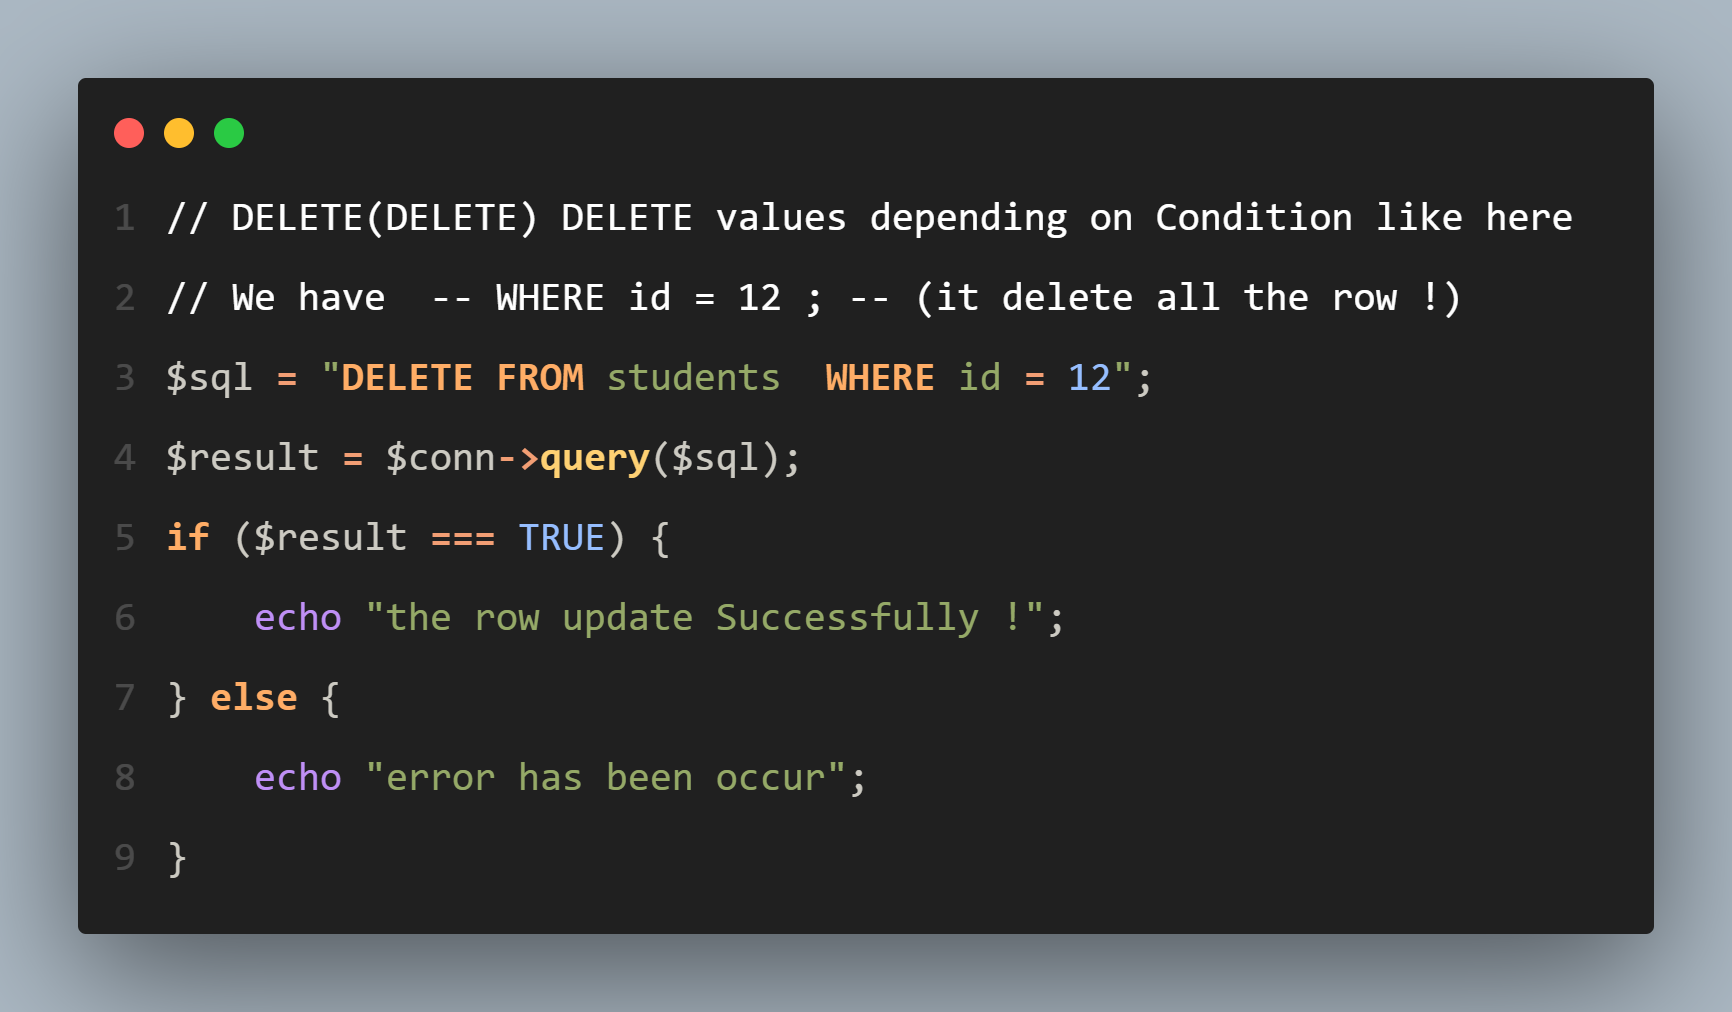 1 // DELETE(DELETE) DELETE values depending on Condition like here
2 // We have  -- WHERE id = 12 ; -- (it delete all the row !)
3 $sql = "DELETE FROM students  WHERE id = 12";
4 $result = $conn->query($sql);
5 if ($result === TRUE) {
6     echo "the row update Successfully !";
7 } else {
8     echo "error has been occur";
9 }